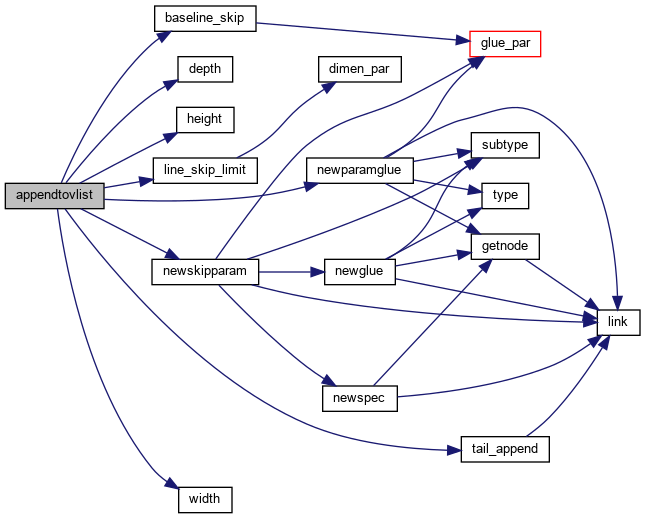 baseline_skip
glue_par
depth
dimen_par
height
subtype
line_skip_limit
newparamglue
appendtovlist
type
getnode
newskipparam
newglue
link
newspec
tail_append
width